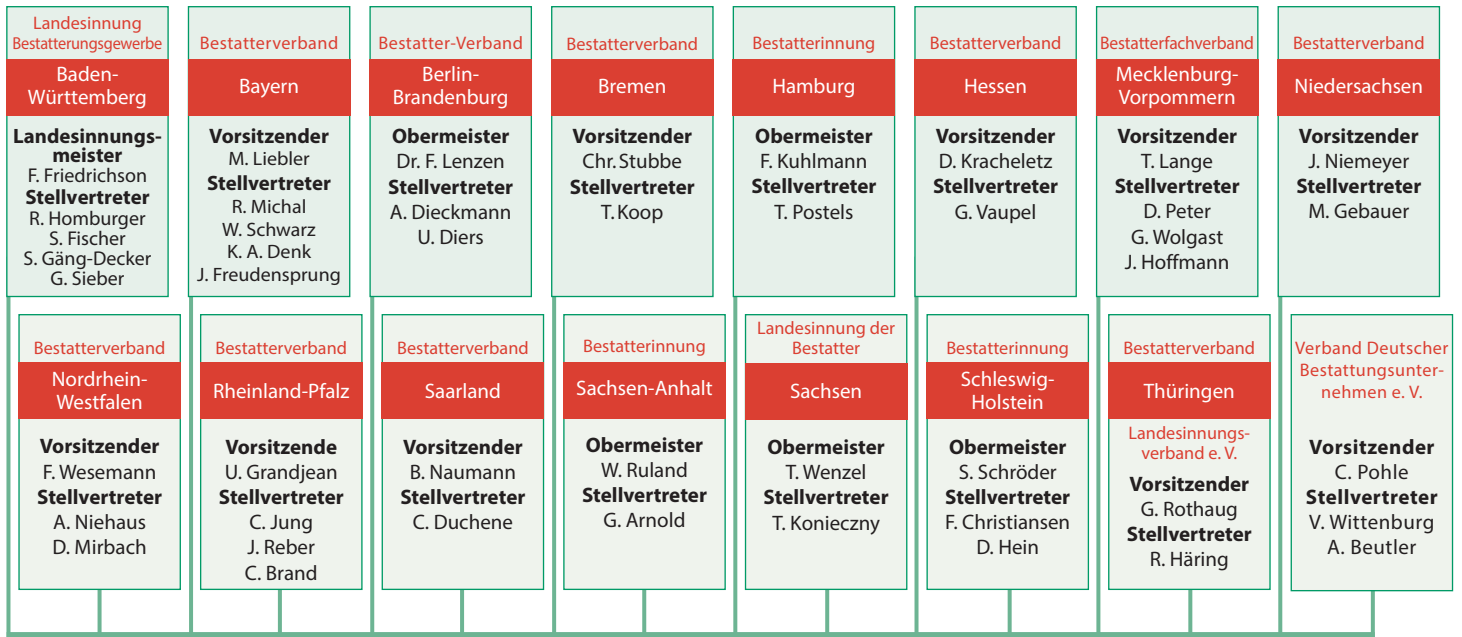 Landesinnung
Bestatterungsgewerbe
Baden-
Württemberg
Landesinnungs-
meister
F. Friedrichson
Stellvertreter
R. Homburger
S. Fischer
S. Gäng-Decker
G. Sieber
Bestatterverband
Bayern
Vorsitzender
M. Liebler
Stellvertreter
R. Michal
W. Schwarz
K. A. Denk
J. Freudensprung
Bestatter-Verband
Berlin-
Brandenburg
Obermeister
Dr. F. Lenzen
Stellvertreter
A. Dieckmann
U. Diers
Bestatterverband
Bremen
Vorsitzender
Chr. Stubbe
Stellvertreter
T. Koop
Bestatterinnung
Hamburg
Obermeister
F. Kuhlmann
Stellvertreter
T. Postels
Bestatterverband
Hessen
Vorsitzender
D. Kracheletz
Stellvertreter
G. Vaupel
Bestatterfachverband
Mecklenburg-
Vorpommern
Vorsitzender
T. Lange
Stellvertreter
D. Peter
G. Wolgast
J. Hoffmann
Bestatterverband
Niedersachsen
Vorsitzender
J. Niemeyer
Stellvertreter
M. Gebauer
Bestatterverband
Nordrhein-
Westfalen
Vorsitzender
F. Wesemann
Stellvertreter
A. Niehaus
D. Mirbach
Bestatterverband
Rheinland-Pfalz
Vorsitzende
U. Grandjean
Stellvertreter
C. Jung
J. Reber
C. Brand
Bestatterverband
Saarland
Vorsitzender
B. Naumann
Stellvertreter
C. Duchene
Bestatterinnung
Sachsen-Anhalt
Obermeister
W. Ruland
Stellvertreter
G. Arnold
Landesinnung der
Bestatter
Sachsen
Obermeister
T. Wenzel
Stellvertreter
T. Konieczny
Bestatterinnung
Schleswig-
Holstein
Obermeister
S. Schröder
Stellvertreter
F. Christiansen
D. Hein
Bestatterverband
Thüringen
Landesinnungs-
verband e. V.
Vorsitzender
G. Rothaug
Stellvertreter
R. Häring
Verband Deutscher
Bestattungsunter-
nehmen e. V.
Vorsitzender
C. Pohle
Stellvertreter
V. Wittenburg
A. Beutler